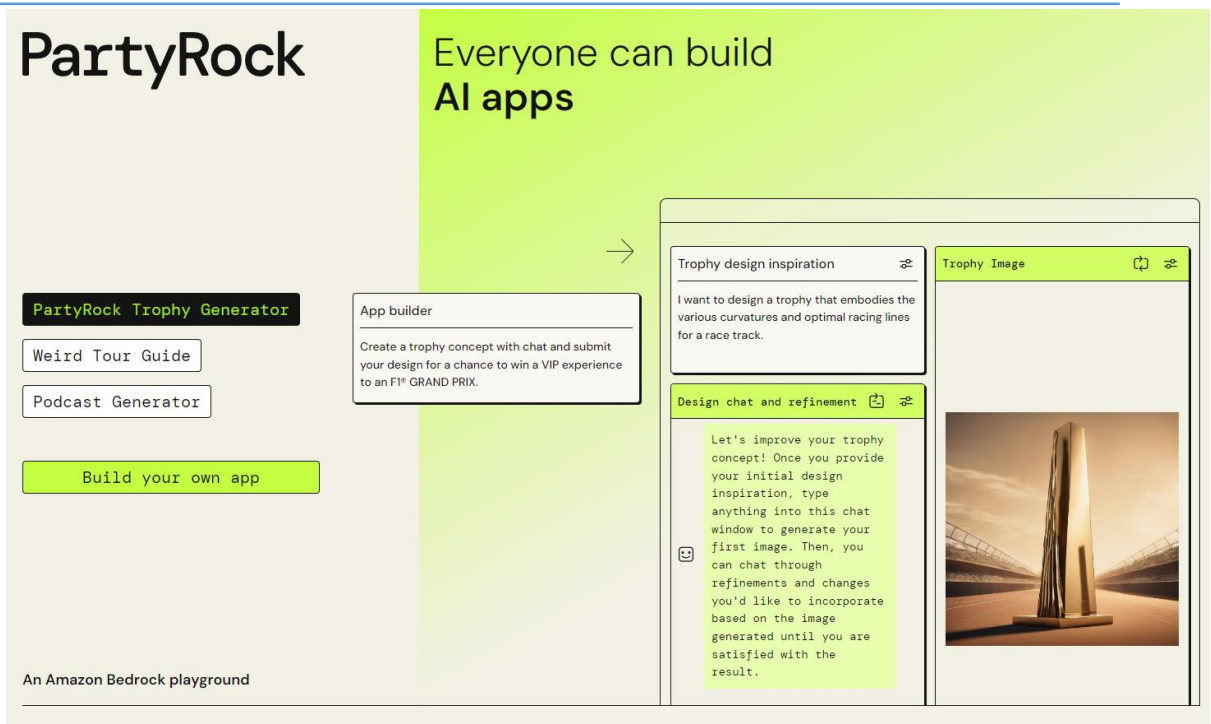 PartyRock
Everyone can build
AI apps
PartyRock Trophy Generator
Weird Tour Guide
Podcast Generator
Build your own app
An Amazon Bedrock playground
App builder
Create a trophy concept with chat and submit
your design for a chance to win a VIP experience
to an F1® GRAND PRIX.
Trophy design inspiration
I want to design a trophy that embodies the
various curvatures and optimal racing lines
for a race track.
Design chat and refinement
Let's improve your trophy
concept! Once you provide
your initial design
inspiration, type
anything into this chat
window to generate your
first image. Then, you
can chat through
refinements and changes
you'd like to incorporate
based on the image
generated until you are
satisfied with the
result.
Trophy Image